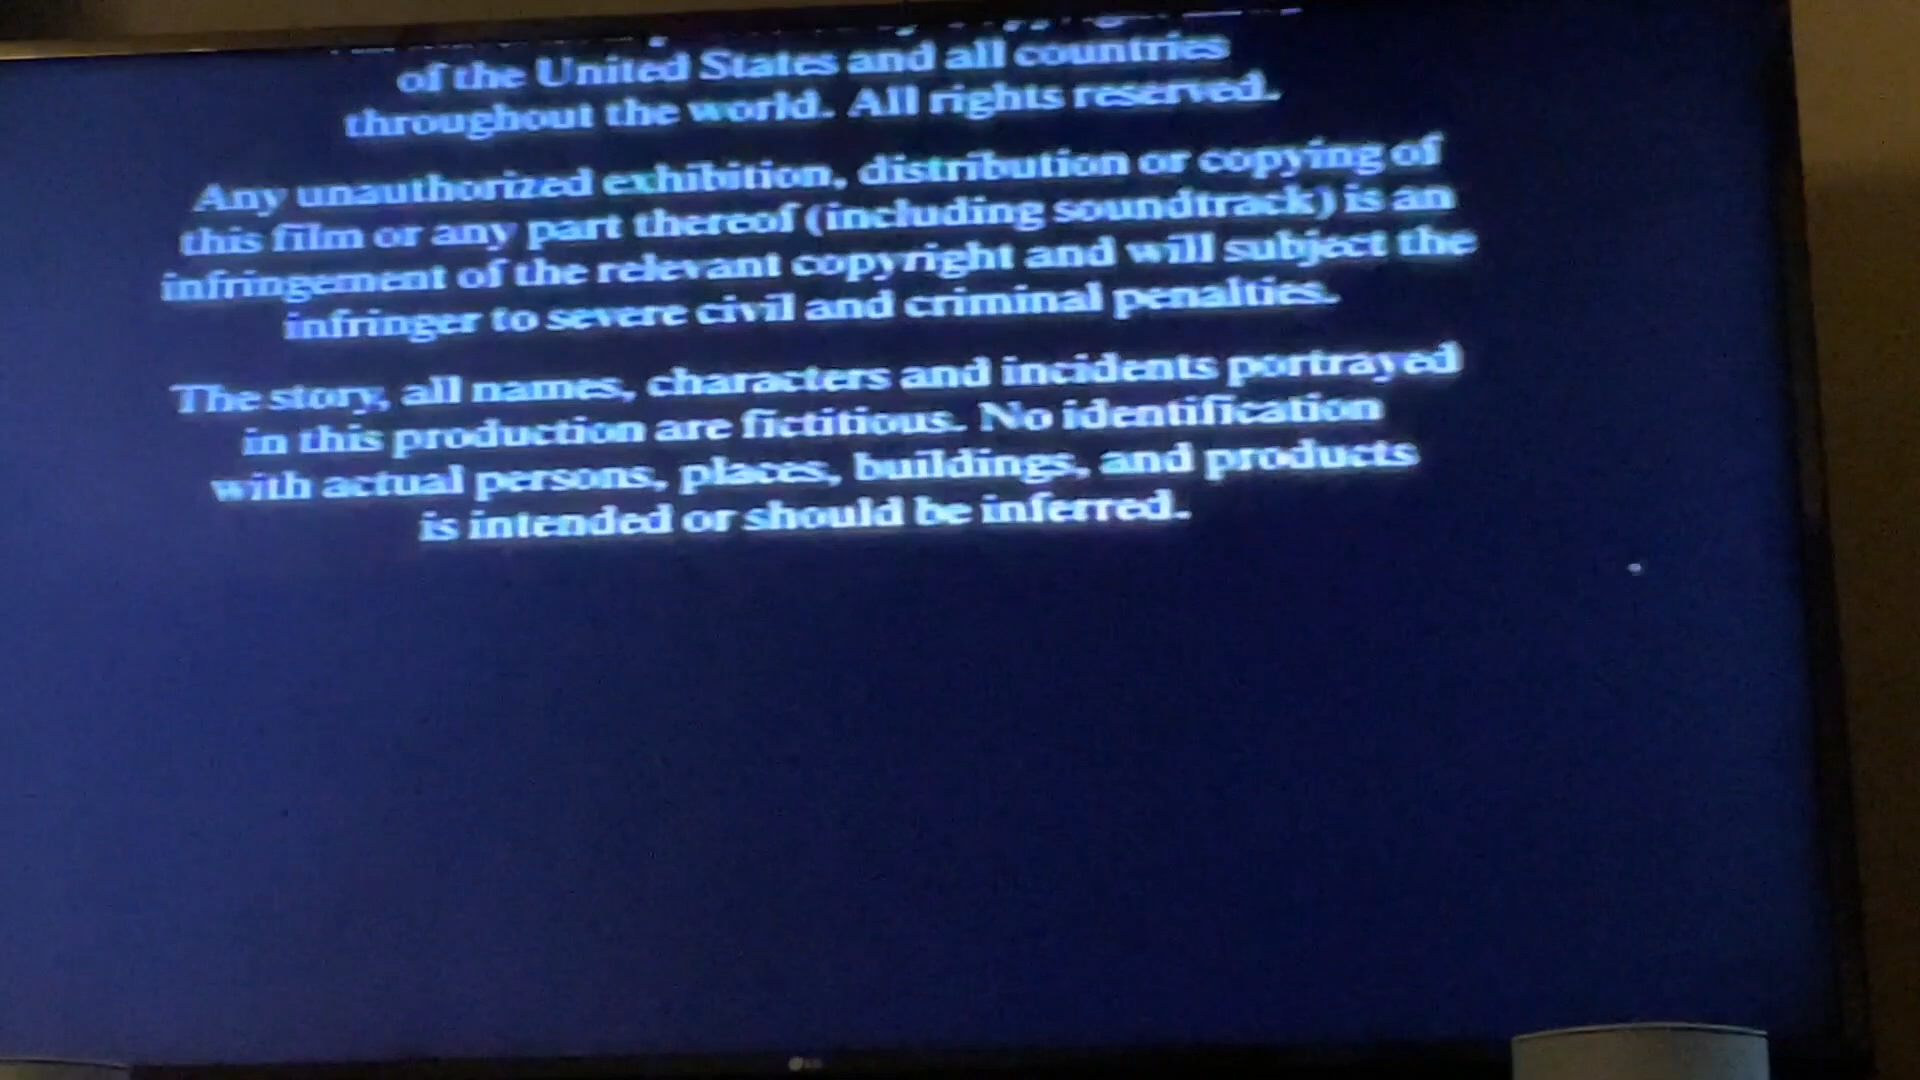 of the United States and all countries
throughout the world. All rights reserved.
Any unauthorized exhibition, distribution or copying of
this film or any part thereof (including soundtrack) is an
infringement of the relevant copyright and will subject the
infringer to severe civil and criminal penalties.
The story, all names, characters and incidents portrayed
in this production are fictitious. No identification
with actual persons, places, buildings, and products
is intended or should be inferred.